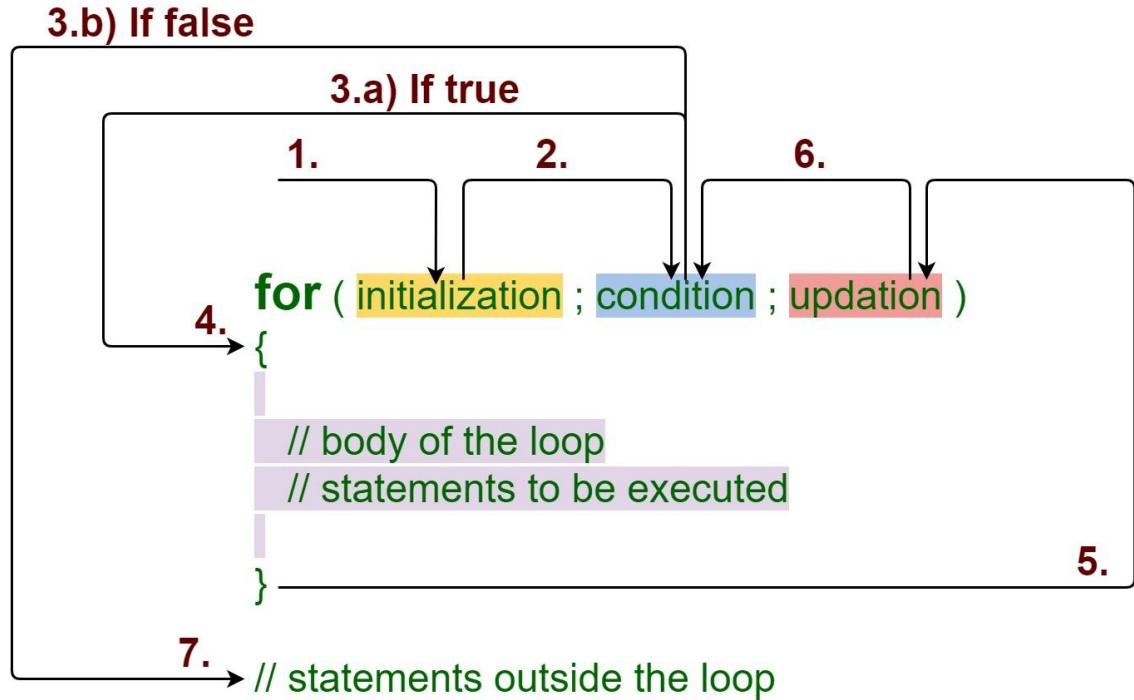 3.b) If false
3.a) If true
1. 2. 6.
for ( initialization ; condition ; updation )
4.
{
// body of the loop
// statements to be executed
5.
}
7.
// statements outside the loop